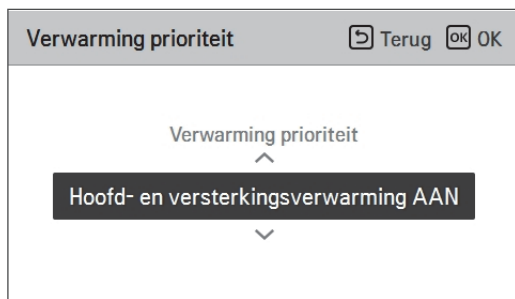 Verwarming prioriteit Terug OK OK
Verwarming prioriteit
Hoofd- en versterkingsverwarming AAN